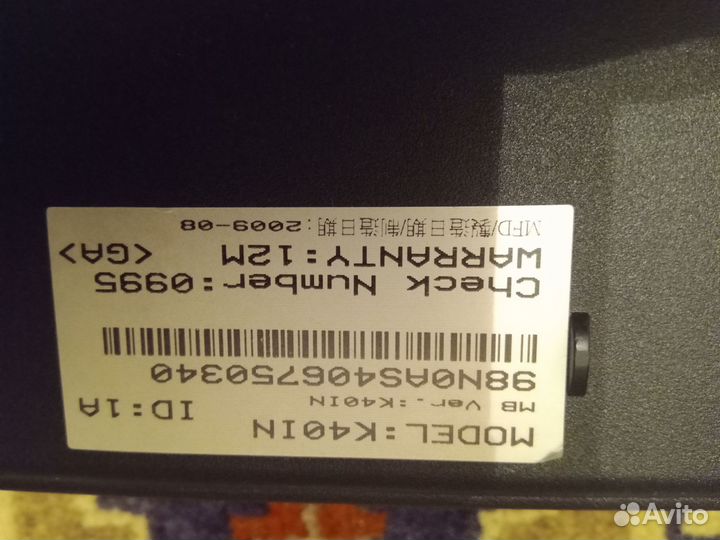 MODEL:K40IN ID:1A
MB Ver.:K40IN
98N0AS406750340
Check Number:0995
WARRANTY:12M <GA>
MFD/製造日期/制造日期:2009-08
Avito